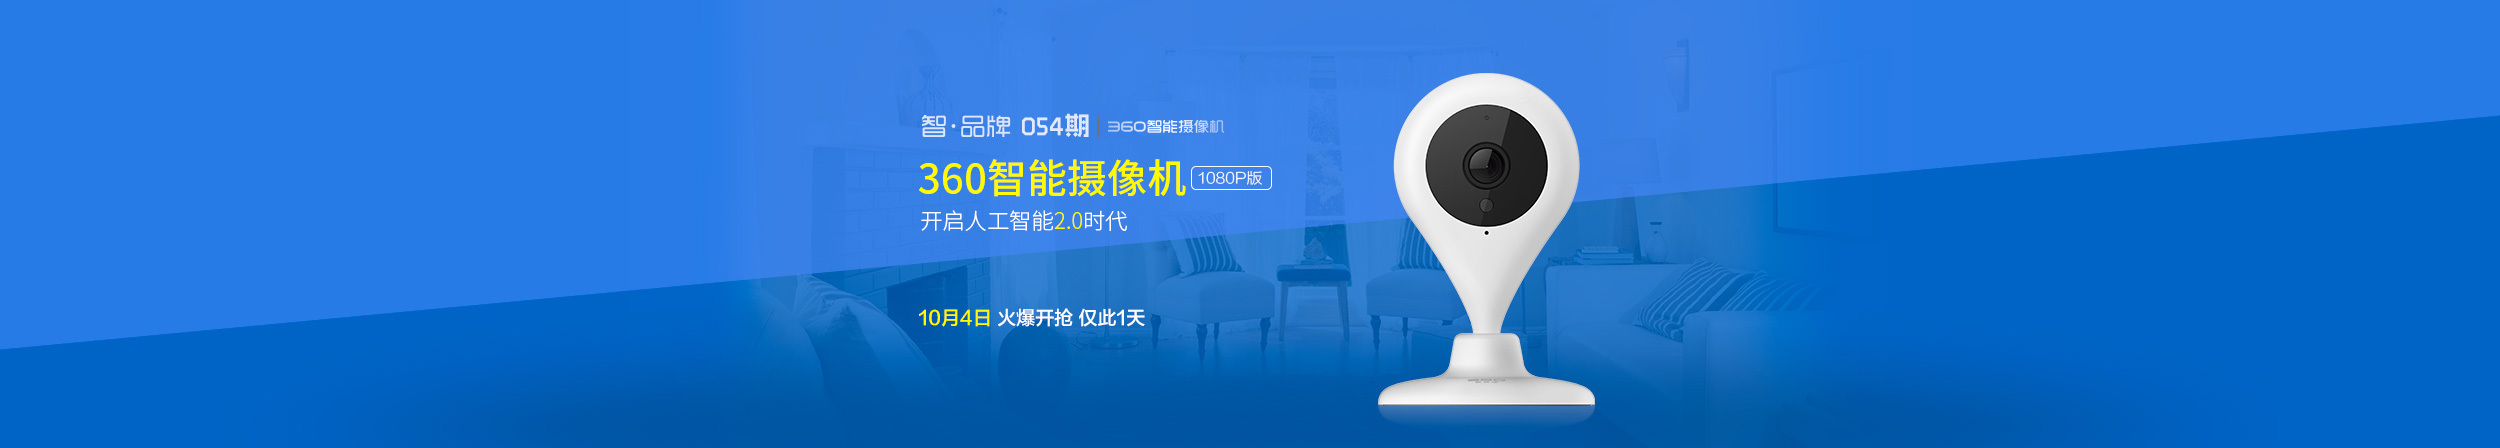 智·品牌 054期 | 360智能摄像机
360智能摄像机 1080P版
开启人工智能2.0时代
10月4日 火爆开抢 仅此1天